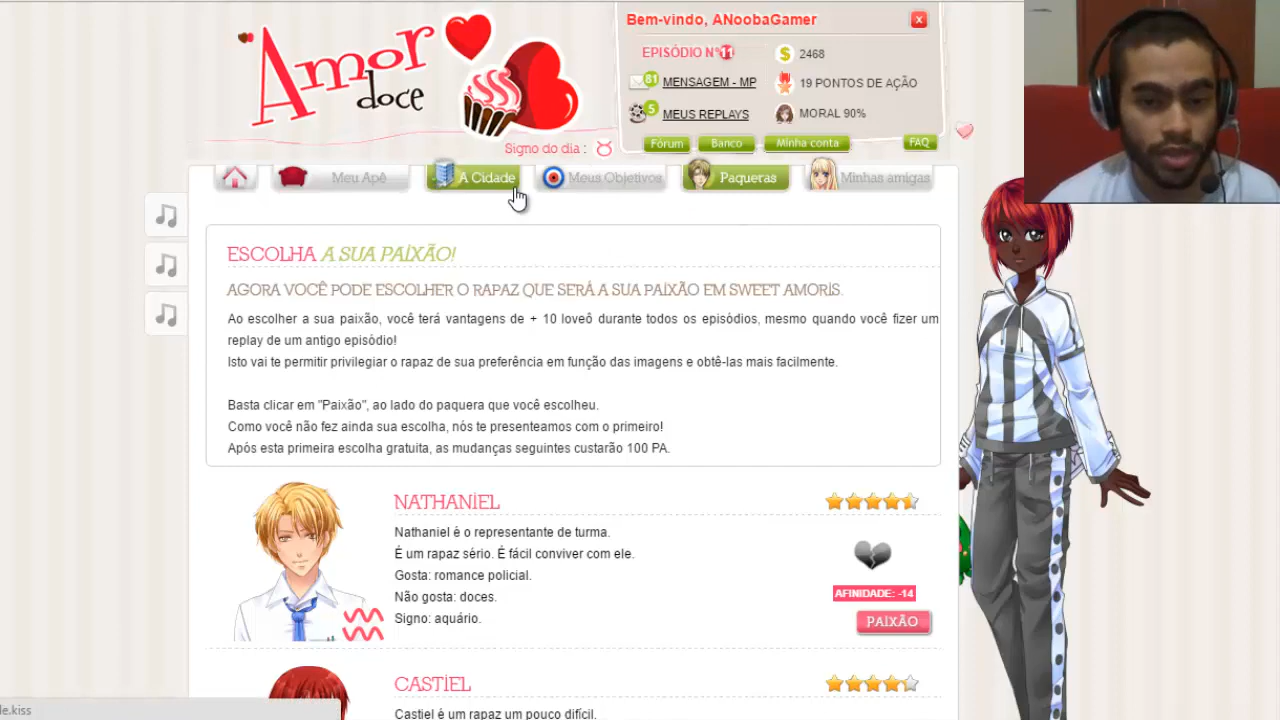 Amor
doce
Bem-vindo, ANoobaGamer
x
EPISÓDIO Nº11
$ 2468
81 MENSAGEM - MP
19 PONTOS DE AÇÃO
5 MEUS REPLAYS
MORAL 90%
Signo do dia :
Fórum
Banco
Minha conta
FAQ
Meu Apê
A Cidade
Meus Objetivos
Paqueras
Minhas amigas
ESCOLHA A SUA PAIXÃO!
AGORA VOCÊ PODE ESCOLHER O RAPAZ QUE SERÁ A SUA PAIXÃO EM SWEET AMORIS.
Ao escolher a sua paixão, você terá vantagens de + 10 loveô durante todos os episódios, mesmo quando você fizer um
replay de um antigo episódio!
Isto vai te permitir privilegiar o rapaz de sua preferência em função das imagens e obtê-las mais facilmente.
Basta clicar em "Paixão", ao lado do paquera que você escolheu.
Como você não fez ainda sua escolha, nós te presenteamos com o primeiro!
Após esta primeira escolha gratuita, as mudanças seguintes custarão 100 PA.
NATHANIEL
Nathaniel é o representante de turma.
É um rapaz sério. É fácil conviver com ele.
Gosta: romance policial.
Não gosta: doces.
Signo: aquário.
AFINIDADE: -14
PAIXÃO
CASTIEL
Castiel é um rapaz um pouco difícil.
le.kiss